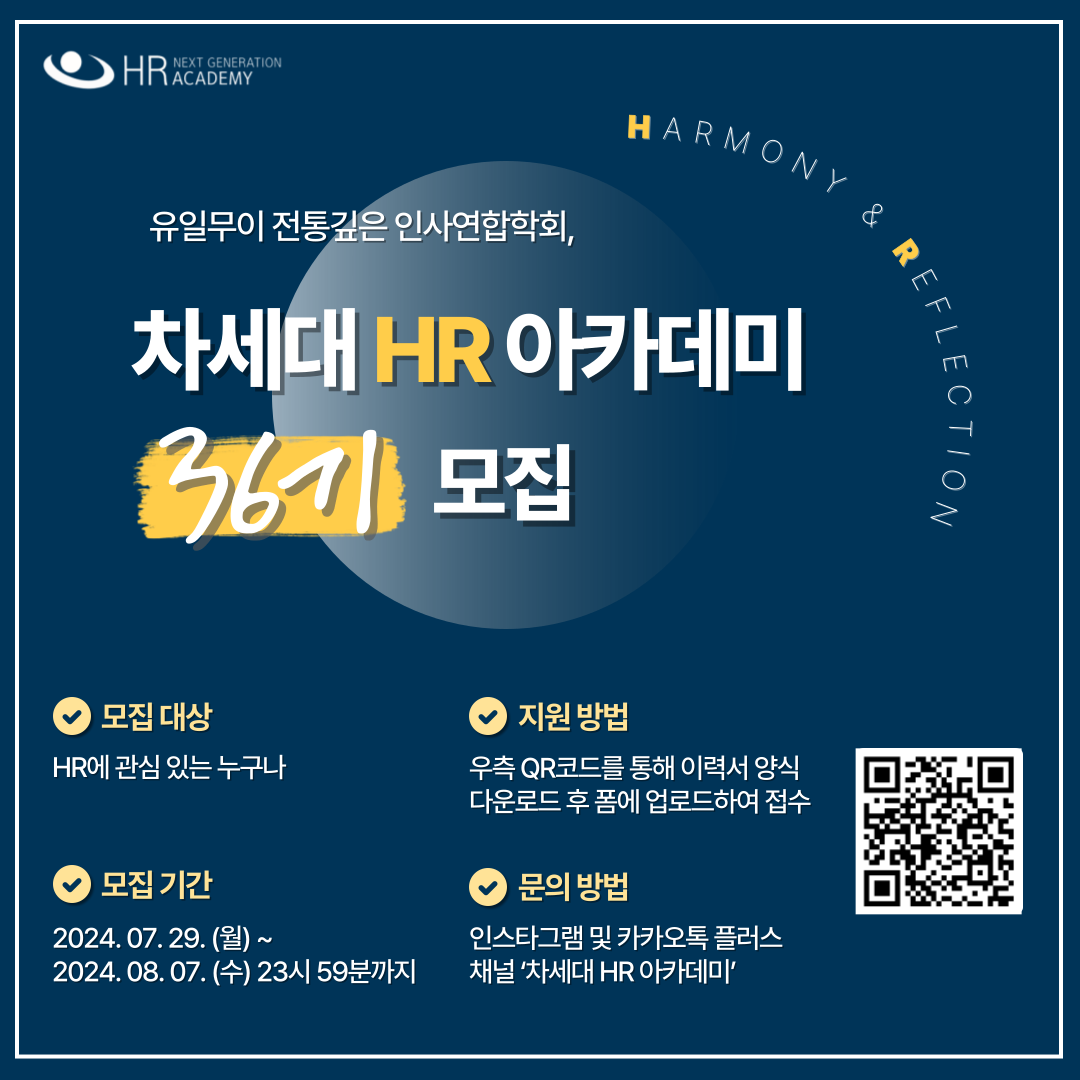 HR NEXT GENERATION
ACADEMY
HARMONY & REFLECTION
유일무이 전통깊은 인사연합학회,
차세대 HR 아카데미
36기 모집
모집 대상
HR에 관심 있는 누구나
지원 방법
우측 QR코드를 통해 이력서 양식
다운로드 후 폼에 업로드하여 접수
모집 기간
2024. 07. 29. (월) ~
2024. 08. 07. (수) 23시 59분까지
문의 방법
인스타그램 및 카카오톡 플러스
채널 ‘차세대 HR 아카데미’